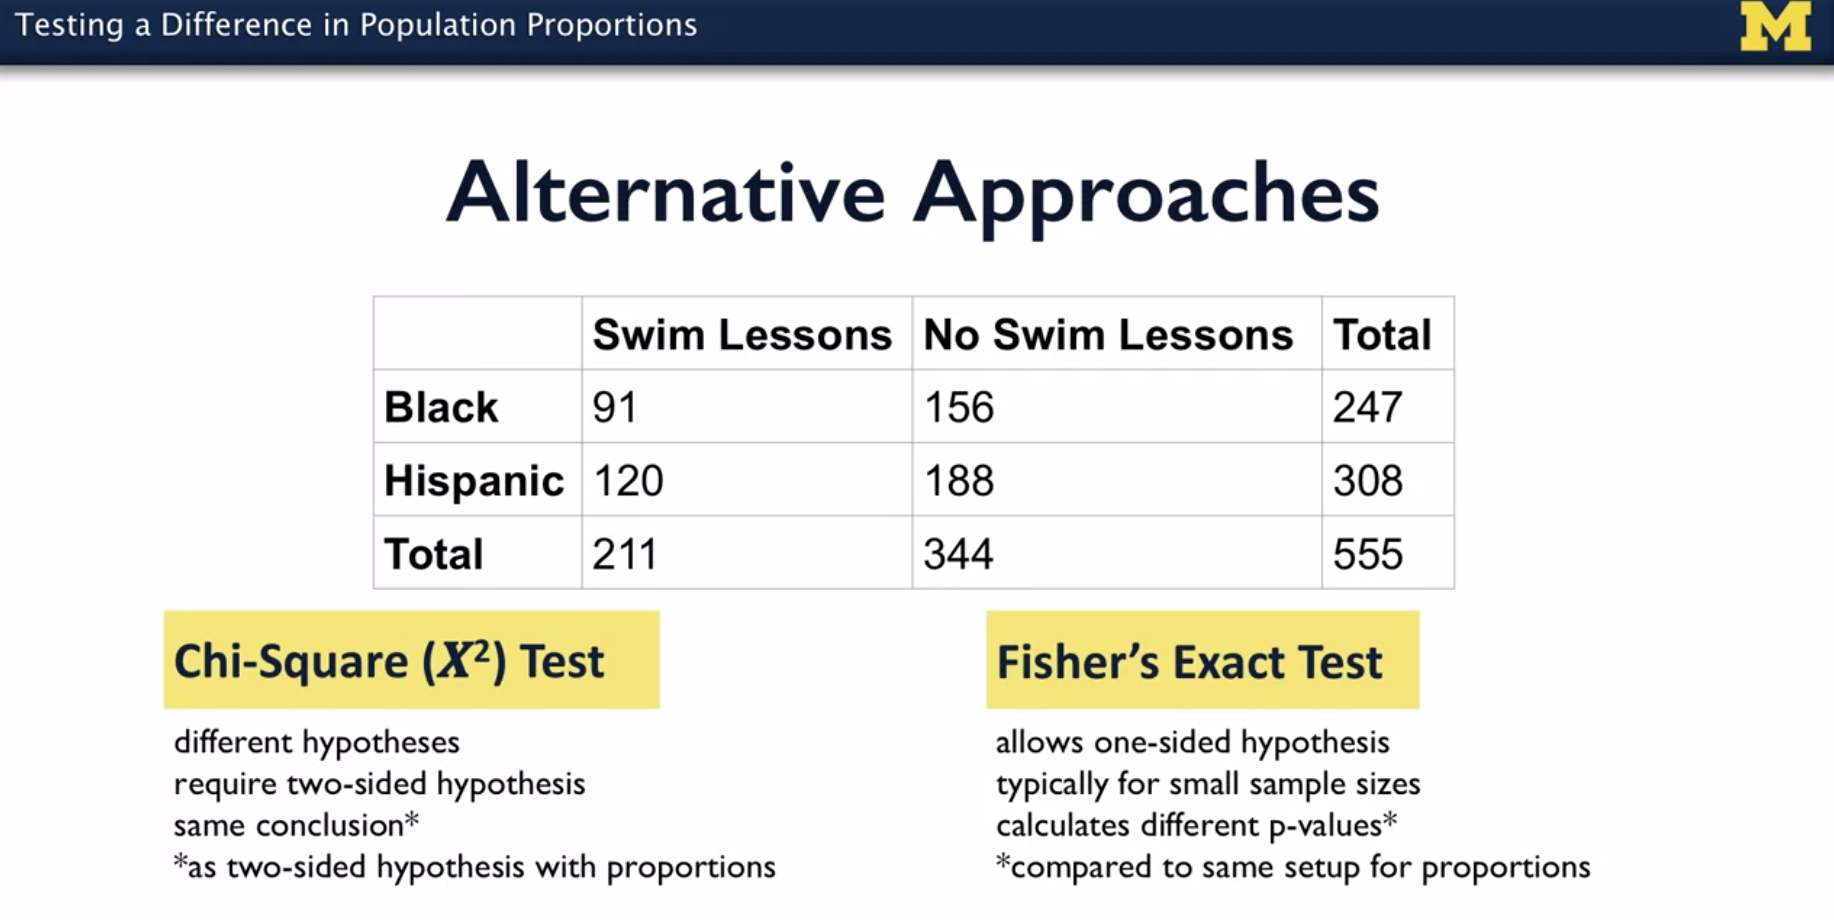 Testing a Difference in Population Proportions
M
Alternative Approaches
Swim Lessons No Swim Lessons Total
Black 91 156 247
Hispanic 120 188 308
Total 211 344 555
Chi-Square (X²) Test
different hypotheses
require two-sided hypothesis
same conclusion*
*as two-sided hypothesis with proportions
Fisher’s Exact Test
allows one-sided hypothesis
typically for small sample sizes
calculates different p-values*
*compared to same setup for proportions